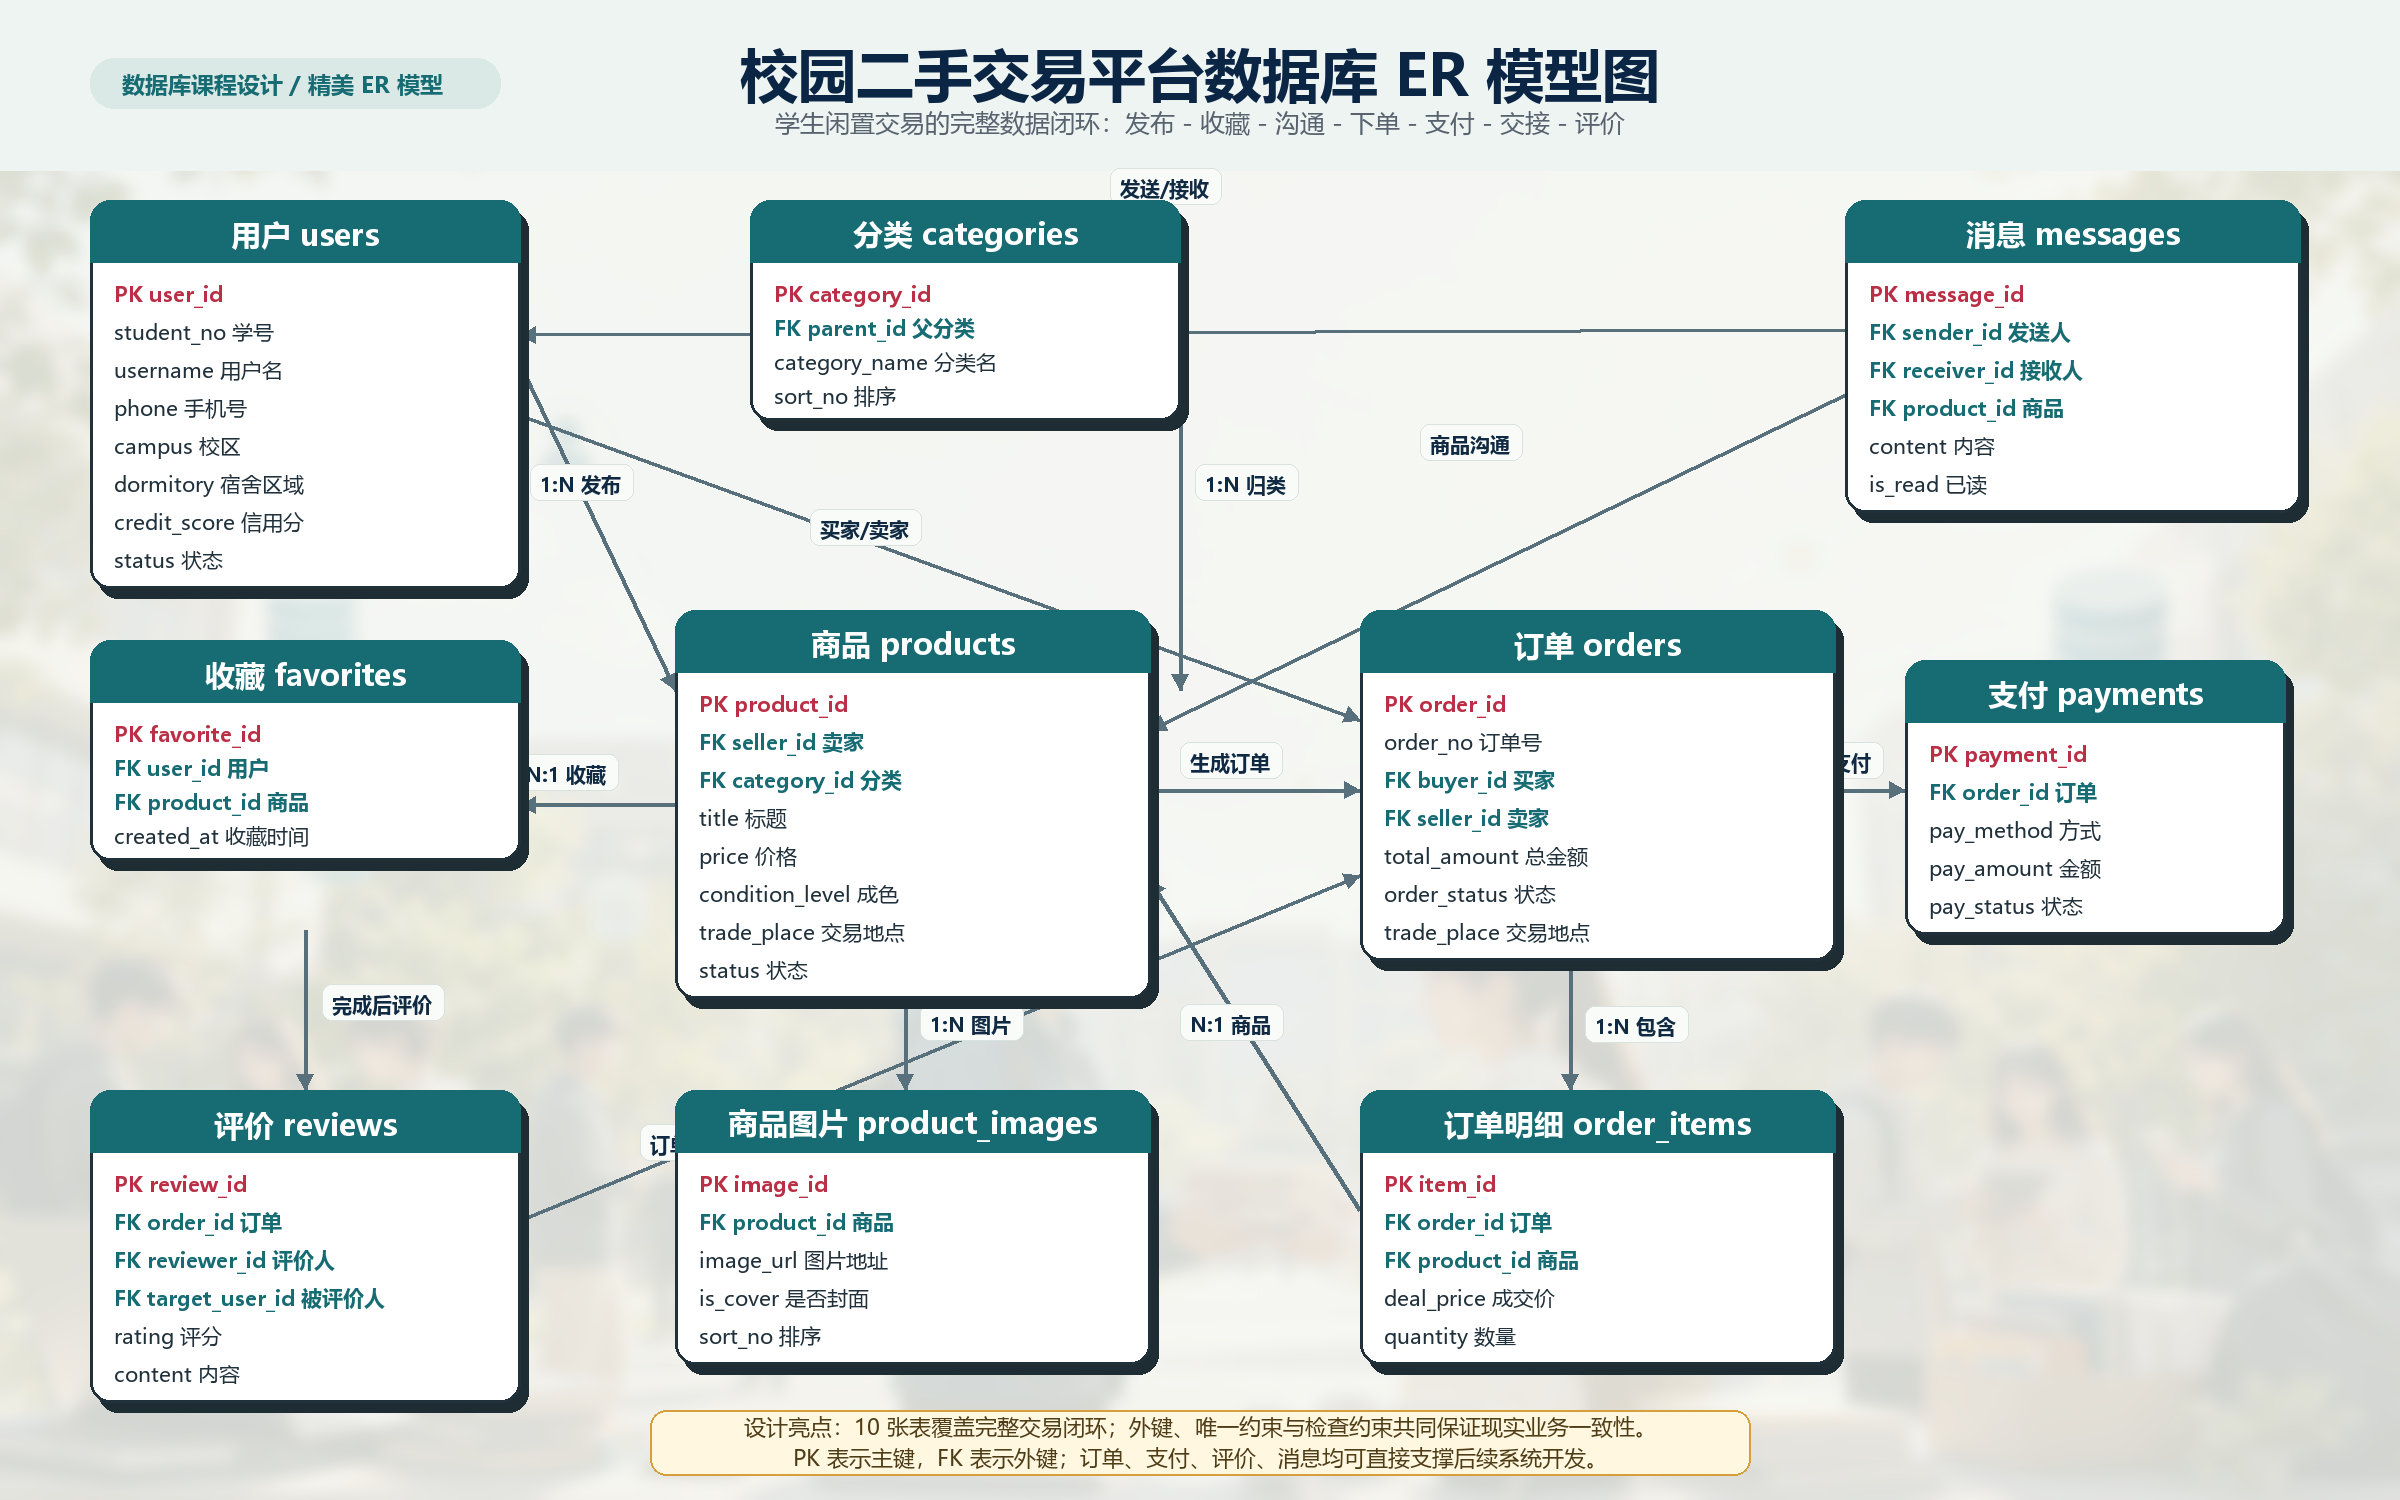 数据库课程设计 / 精美 ER 模型
校园二手交易平台数据库 ER 模型图
学生闲置交易的完整数据闭环：发布 - 收藏 - 沟通 - 下单 - 支付 - 交接 - 评价
发送/接收
用户 users
PK user_id
student_no 学号
username 用户名
phone 手机号
campus 校区
dormitory 宿舍区域
credit_score 信用分
status 状态
分类 categories
PK category_id
FK parent_id 父分类
category_name 分类名
sort_no 排序
消息 messages
PK message_id
FK sender_id 发送人
FK receiver_id 接收人
FK product_id 商品
content 内容
is_read 已读
1:N 发布
买家/卖家
1:N 归类
商品沟通
收藏 favorites
PK favorite_id
FK user_id 用户
FK product_id 商品
created_at 收藏时间
N:1 收藏
商品 products
PK product_id
FK seller_id 卖家
FK category_id 分类
title 标题
price 价格
condition_level 成色
trade_place 交易地点
status 状态
生成订单
订单 orders
PK order_id
order_no 订单号
FK buyer_id 买家
FK seller_id 卖家
total_amount 总金额
order_status 状态
trade_place 交易地点
支付
支付 payments
PK payment_id
FK order_id 订单
pay_method 方式
pay_amount 金额
pay_status 状态
完成后评价
1:N 图片
N:1 商品
1:N 包含
评价 reviews
PK review_id
FK order_id 订单
FK reviewer_id 评价人
FK target_user_id 被评价人
rating 评分
content 内容
商品图片 product_images
PK image_id
FK product_id 商品
image_url 图片地址
is_cover 是否封面
sort_no 排序
订单明细 order_items
PK item_id
FK order_id 订单
FK product_id 商品
deal_price 成交价
quantity 数量
设计亮点：10 张表覆盖完整交易闭环；外键、唯一约束与检查约束共同保证现实业务一致性。
PK 表示主键，FK 表示外键；订单、支付、评价、消息均可直接支撑后续系统开发。